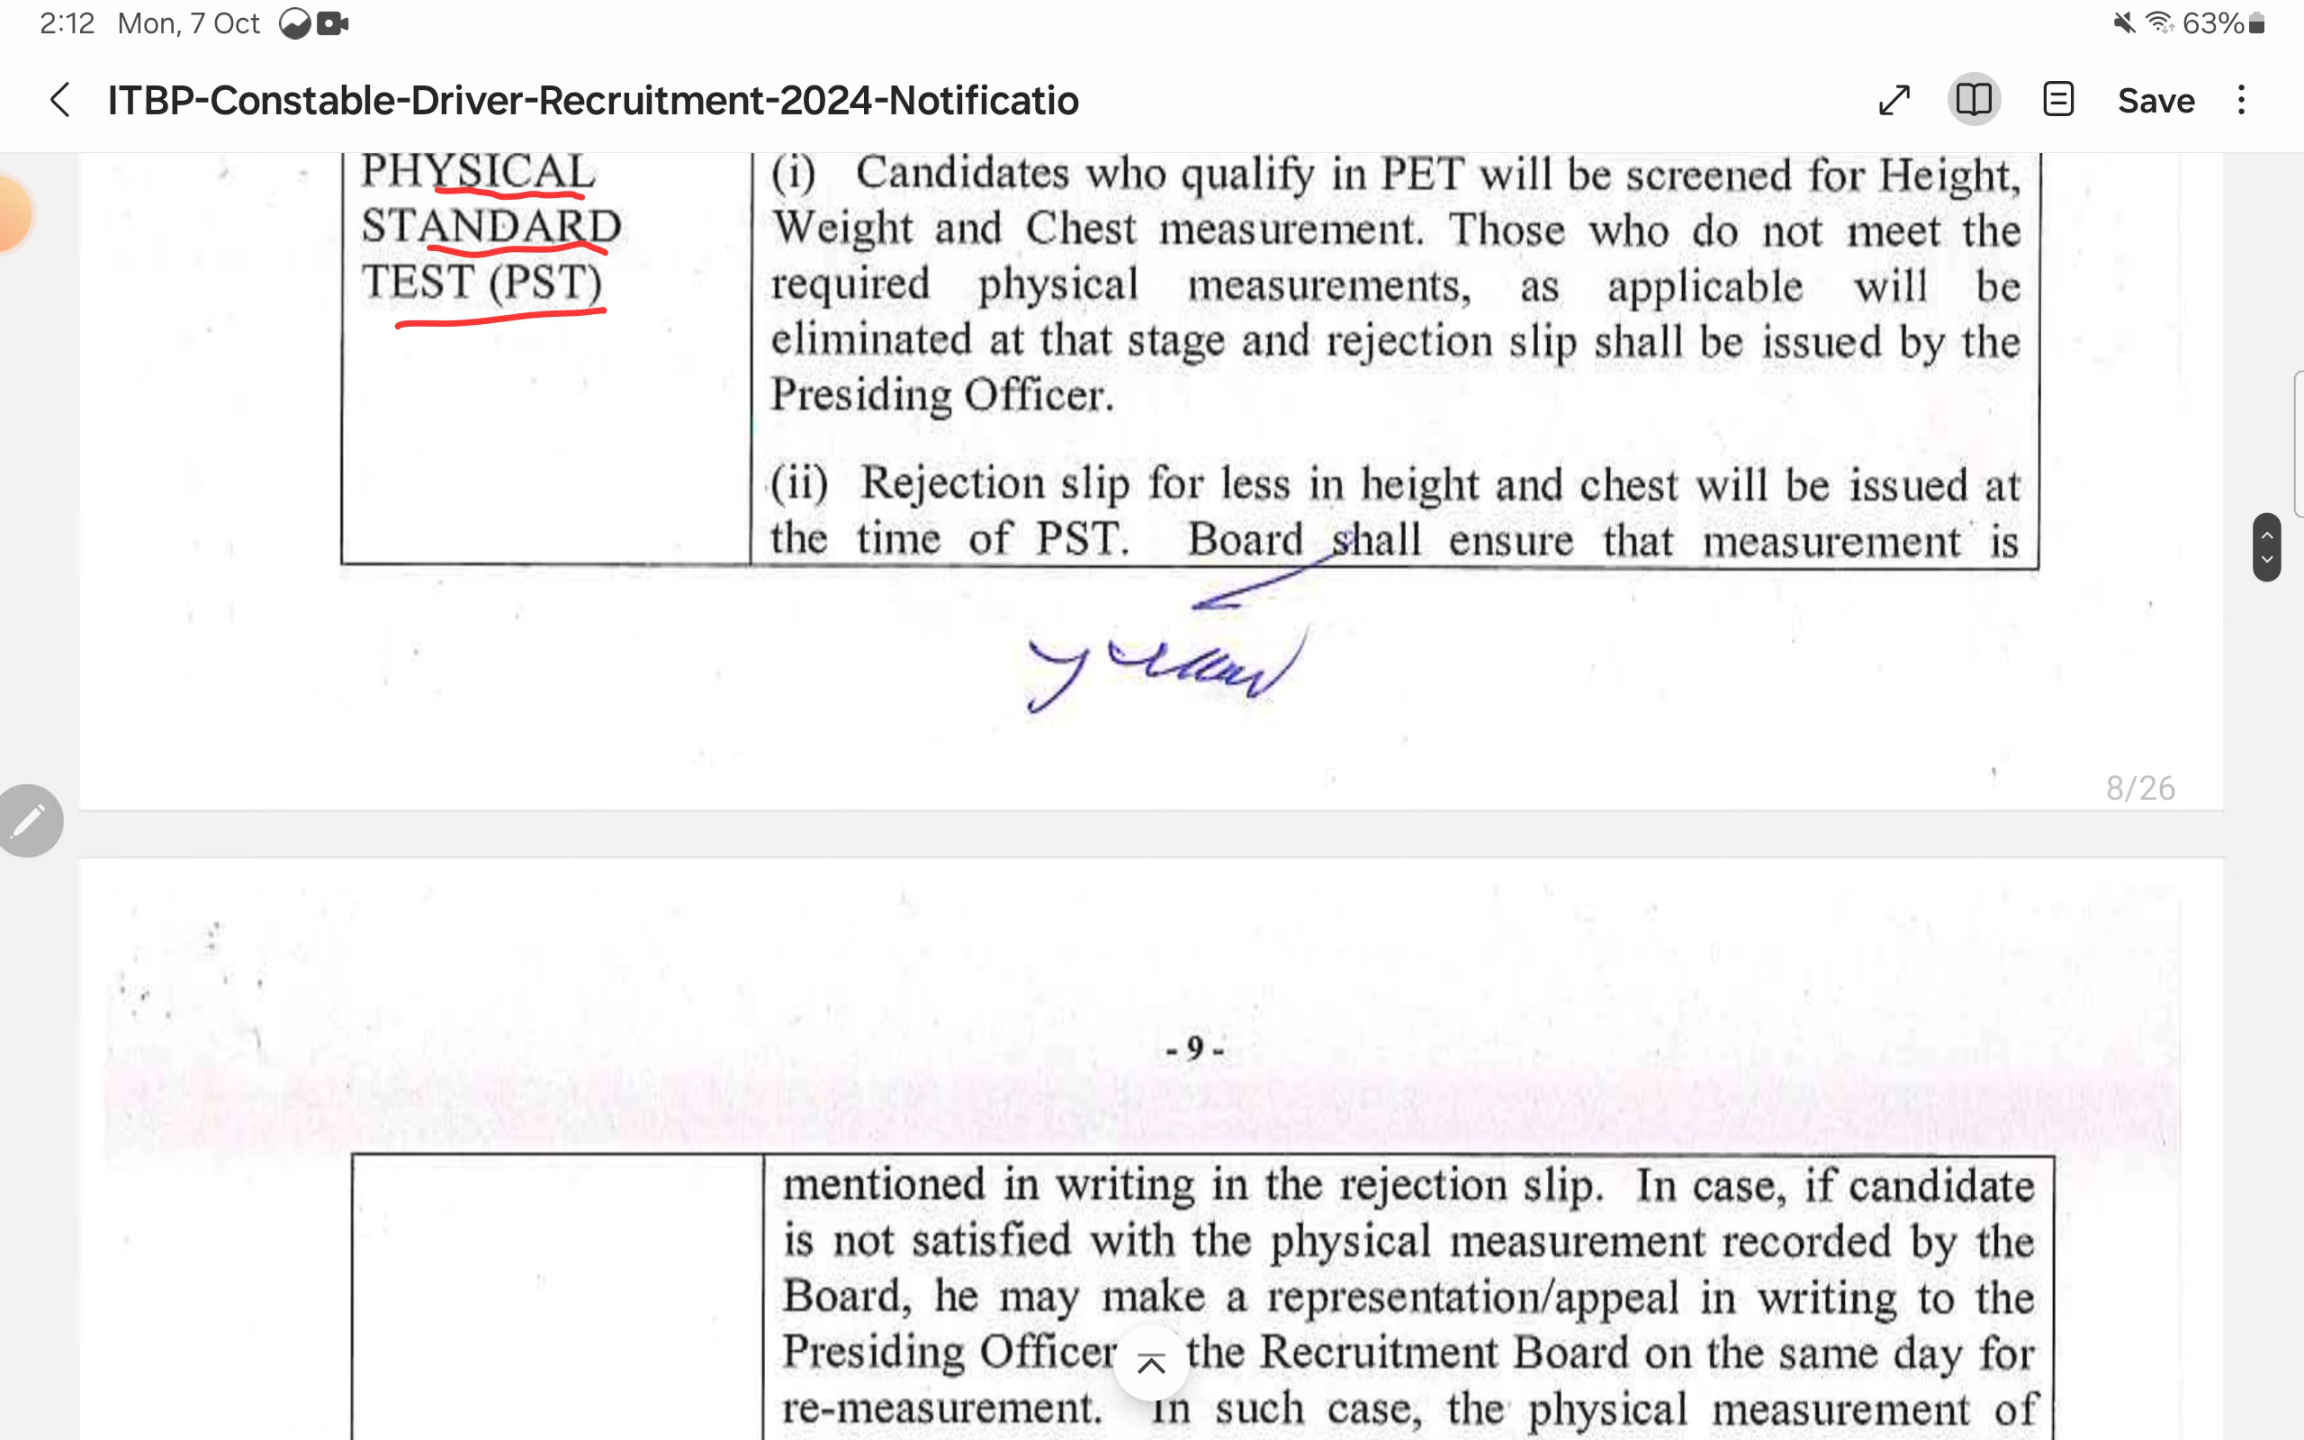 2:12 Mon, 7 Oct 63%
ITBP-Constable-Driver-Recruitment-2024-Notificatio Save
PHYSICAL
STANDARD
TEST (PST)
(i) Candidates who qualify in PET will be screened for Height,
Weight and Chest measurement. Those who do not meet the
required physical measurements, as applicable will be
eliminated at that stage and rejection slip shall be issued by the
Presiding Officer.
(ii) Rejection slip for less in height and chest will be issued at
the time of PST. Board shall ensure that measurement is
8/26
- 9 -
mentioned in writing in the rejection slip. In case, if candidate
is not satisfied with the physical measurement recorded by the
Board, he may make a representation/appeal in writing to the
Presiding Officer the Recruitment Board on the same day for
re-measurement. In such case, the physical measurement of